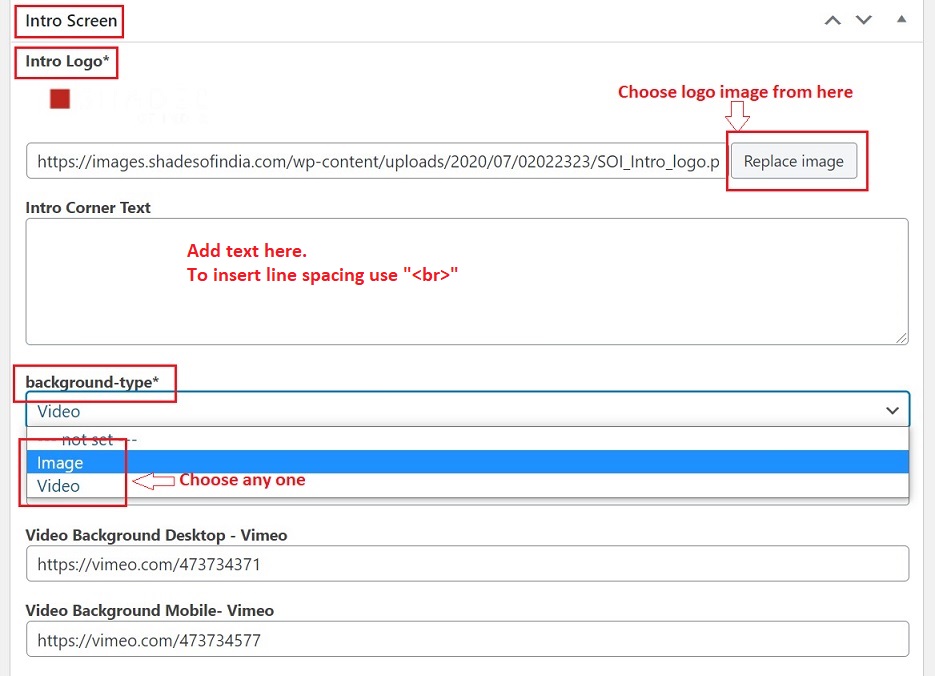 Intro Screen
Intro Logo*
Choose logo image from here
https://images.shadesofindia.com/wp-content/uploads/2020/07/02022323/SOI_Intro_logo.p
Replace image
Intro Corner Text
Add text here.
To insert line spacing use "<br>"
background-type*
Video
--- not set ---
Image
Video
Choose any one
Video Background Desktop - Vimeo
https://vimeo.com/473734371
Video Background Mobile- Vimeo
https://vimeo.com/473734577